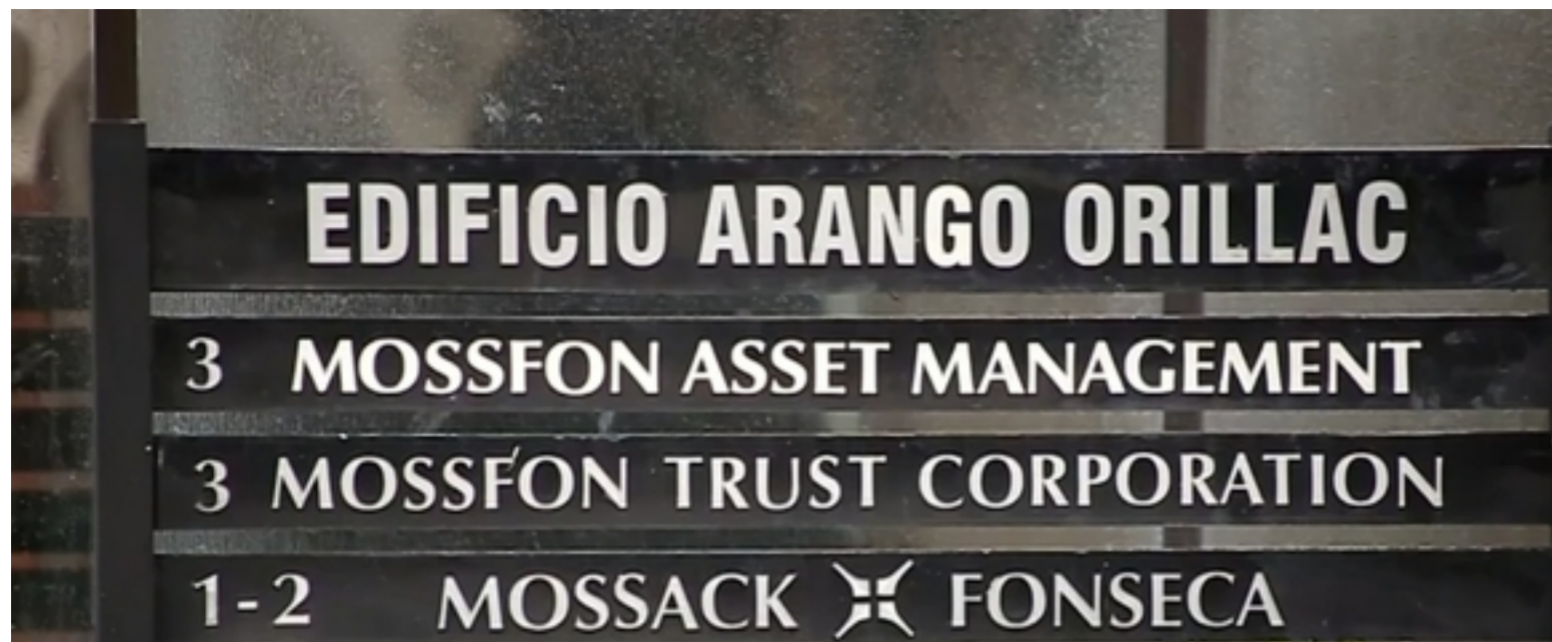 EDIFICIO ARANGO ORILLAC
3 MOSSFON ASSET MANAGEMENT
3 MOSSFON TRUST CORPORATION
1-2 MOSSACK FONSECA